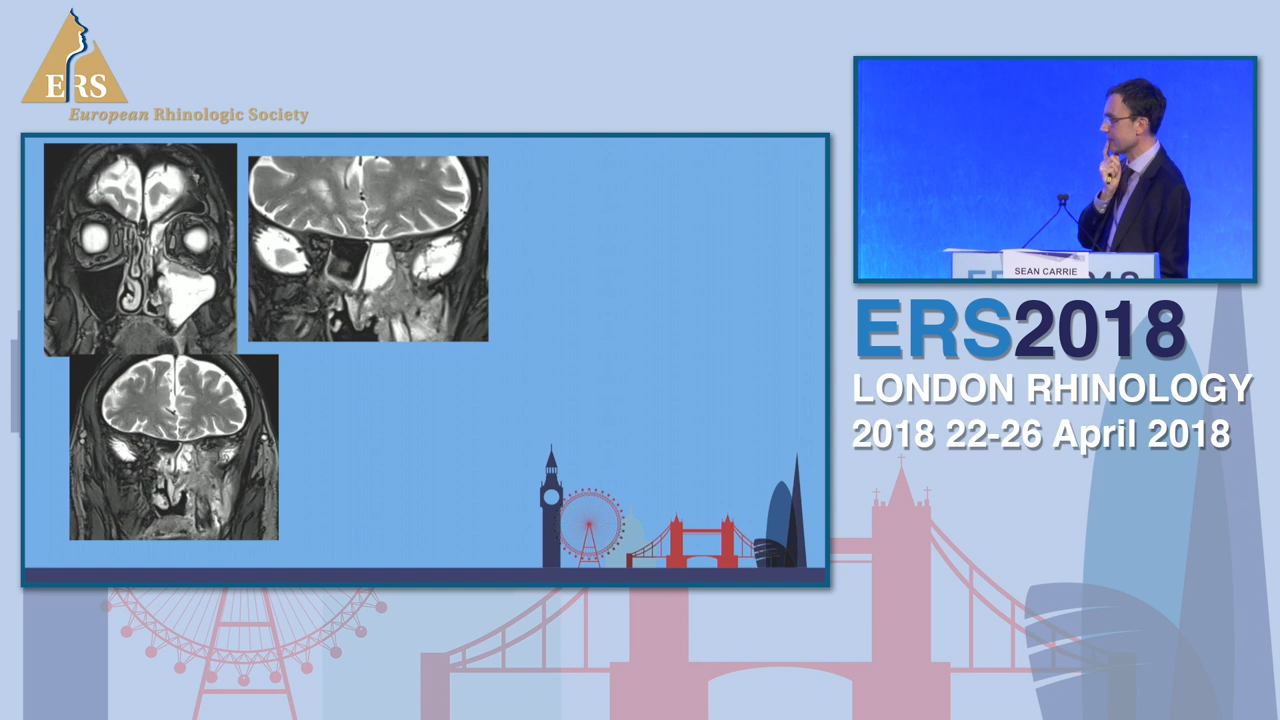 ERS
European Rhinologic Society
SEAN CARRIE
ERS2018
LONDON RHINOLOGY
2018 22-26 April 2018